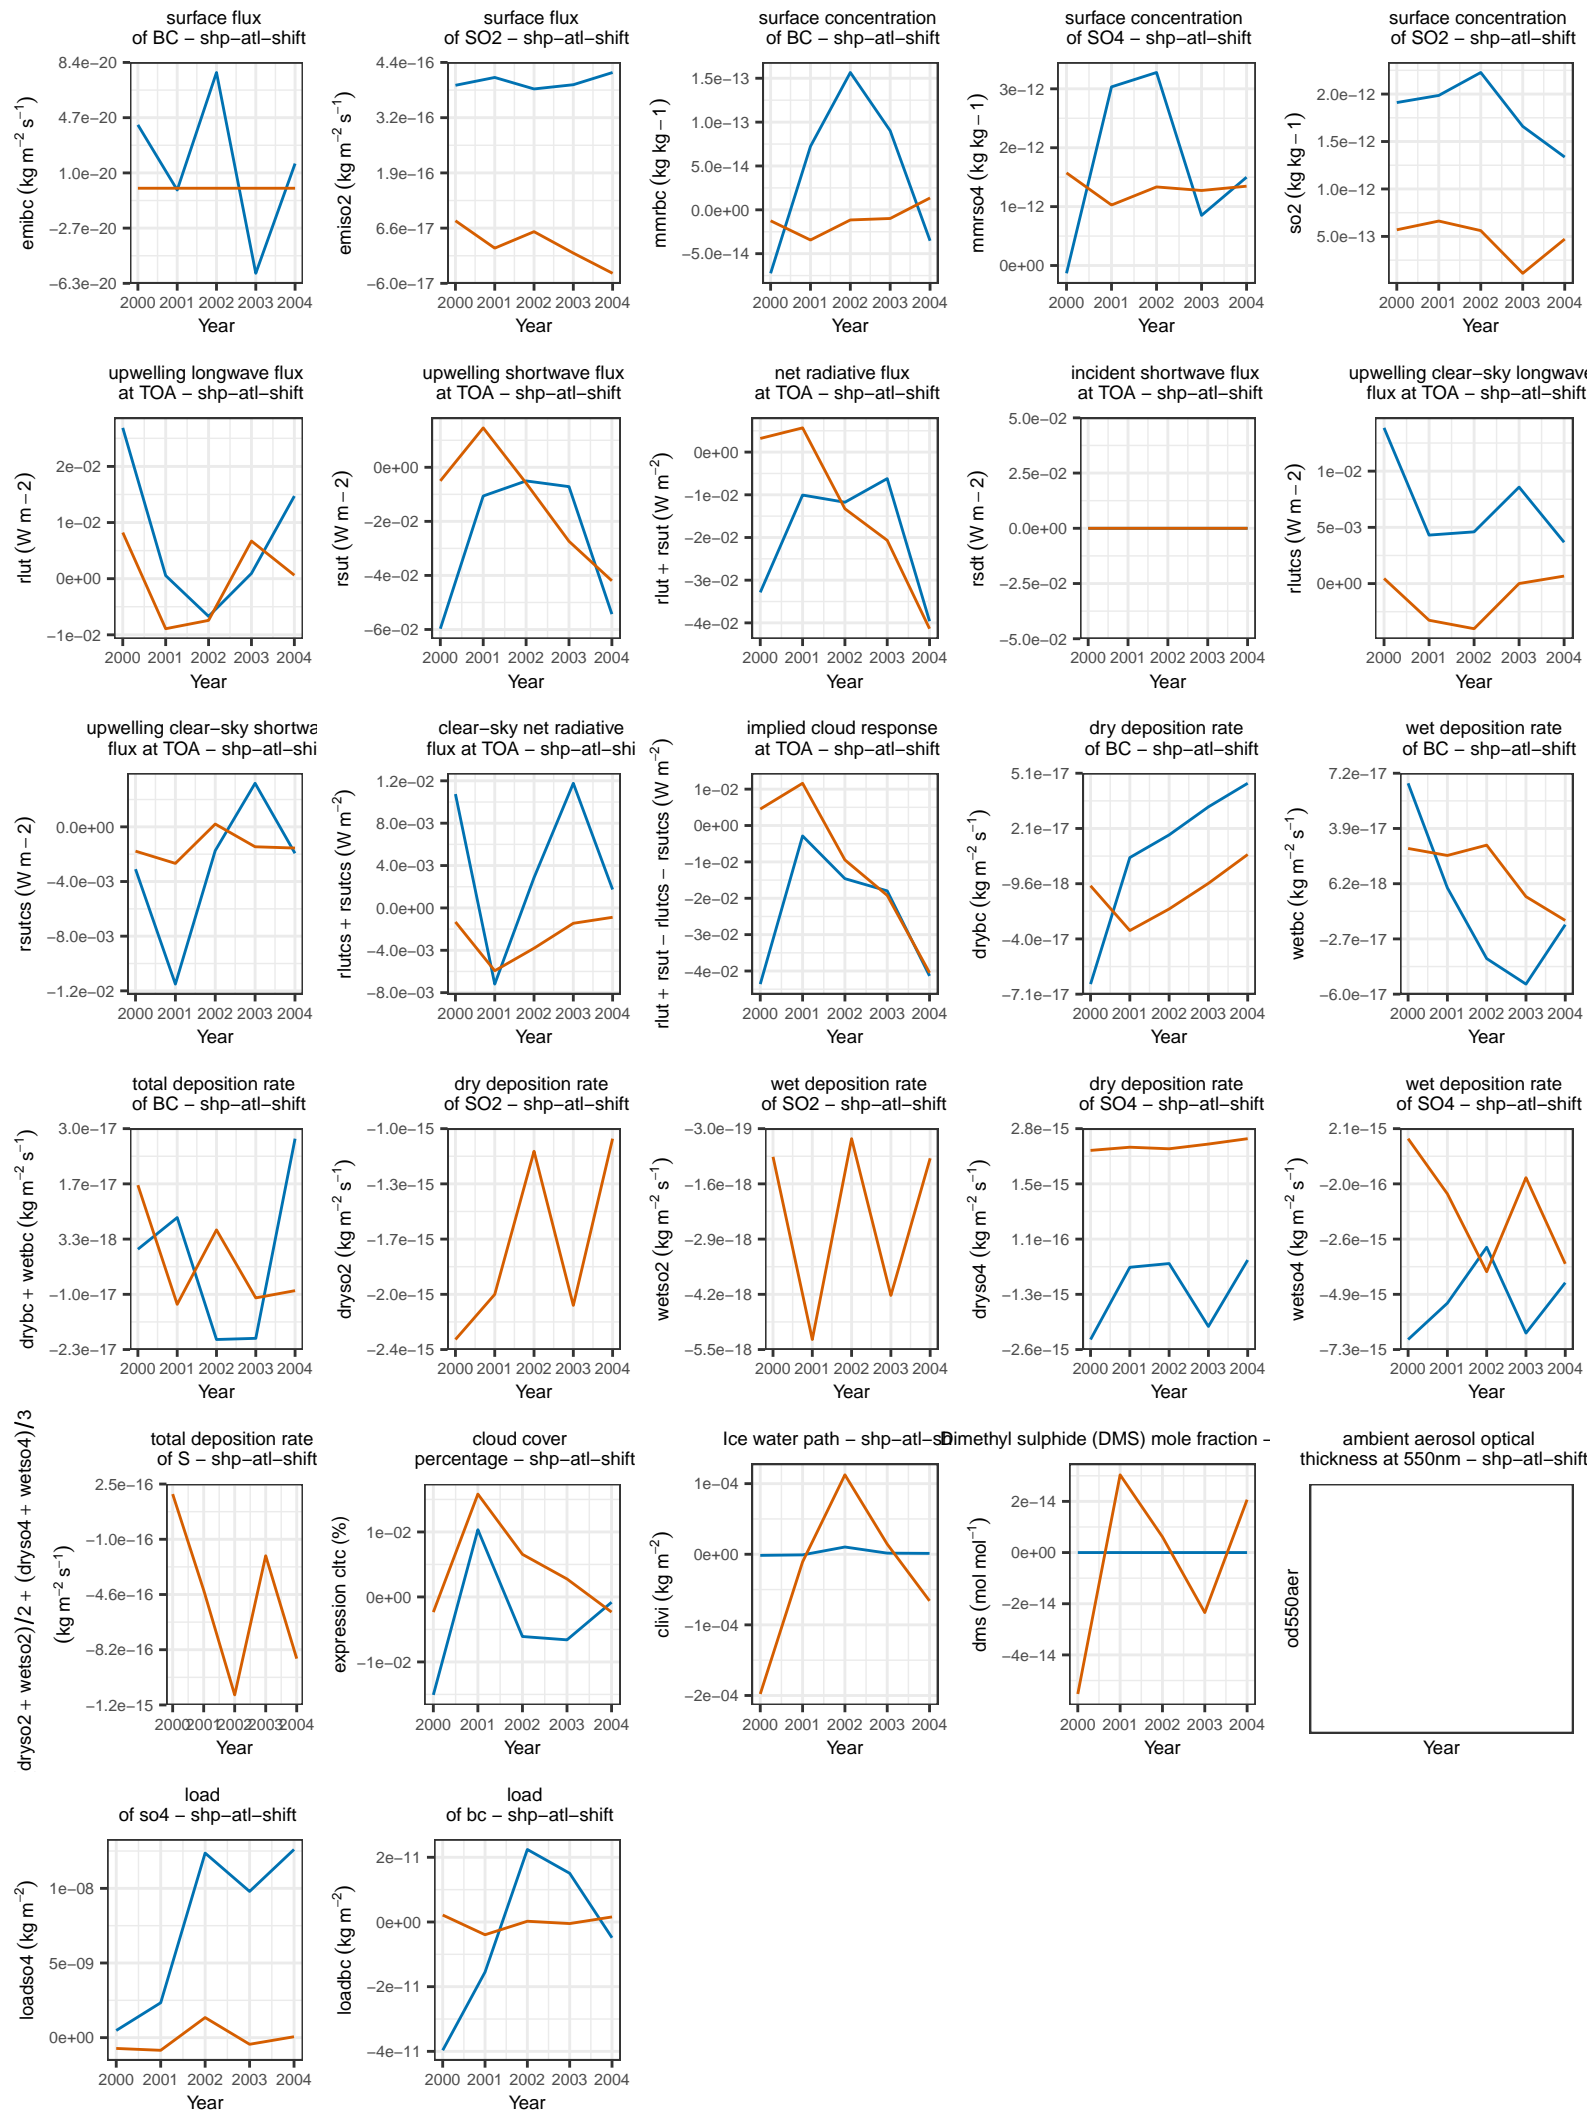 surface flux
of BC − shp−atl−shift
8.4e−20
4.7e−20
1.0e−20
−2.7e−20
−6.3e−20
emibc (kg m−2 s−1)
2000 2001 2002 2003 2004
Year
surface flux
of SO2 − shp−atl−shift
4.4e−16
3.2e−16
1.9e−16
6.6e−17
−6.0e−17
emiso2 (kg m−2 s−1)
2000 2001 2002 2003 2004
Year
surface concentration
of BC − shp−atl−shift
1.5e−13
1.0e−13
5.0e−14
0.0e+00
−5.0e−14
mmrbc (kg kg − 1)
2000 2001 2002 2003 2004
Year
surface concentration
of SO4 − shp−atl−shift
3e−12
2e−12
1e−12
0e+00
mmrso4 (kg kg − 1)
2000 2001 2002 2003 2004
Year
surface concentration
of SO2 − shp−atl−shift
2.0e−12
1.5e−12
1.0e−12
5.0e−13
so2 (kg kg − 1)
2000 2001 2002 2003 2004
Year
upwelling longwave flux
at TOA − shp−atl−shift
2e−02
1e−02
0e+00
−1e−02
rlut (W m − 2)
2000 2001 2002 2003 2004
Year
upwelling shortwave flux
at TOA − shp−atl−shift
0e+00
−2e−02
−4e−02
−6e−02
rsut (W m − 2)
2000 2001 2002 2003 2004
Year
net radiative flux
at TOA − shp−atl−shift
0e+00
−1e−02
−2e−02
−3e−02
−4e−02
rlut + rsut (W m−2)
2000 2001 2002 2003 2004
Year
incident shortwave flux
at TOA − shp−atl−shift
5.0e−02
2.5e−02
0.0e+00
−2.5e−02
−5.0e−02
rsdt (W m − 2)
2000 2001 2002 2003 2004
Year
upwelling clear−sky longwave
flux at TOA − shp−atl−shift
1e−02
5e−03
0e+00
rlutcs (W m − 2)
2000 2001 2002 2003 2004
Year
upwelling clear−sky shortwa
flux at TOA − shp−atl−shi
0.0e+00
−4.0e−03
−8.0e−03
−1.2e−02
rsutcs (W m − 2)
2000 2001 2002 2003 2004
Year
clear−sky net radiative
flux at TOA − shp−atl−shi
1.2e−02
8.0e−03
4.0e−03
0.0e+00
−4.0e−03
−8.0e−03
rlutcs + rsutcs (W m−2)
2000 2001 2002 2003 2004
Year
implied cloud response
at TOA − shp−atl−shift
1e−02
0e+00
−1e−02
−2e−02
−3e−02
−4e−02
rlut + rsut − rlutcs − rsutcs (W m−2)
2000 2001 2002 2003 2004
Year
dry deposition rate
of BC − shp−atl−shift
5.1e−17
2.1e−17
−9.6e−18
−4.0e−17
−7.1e−17
drybc (kg m−2 s−1)
2000 2001 2002 2003 2004
Year
wet deposition rate
of BC − shp−atl−shift
7.2e−17
3.9e−17
6.2e−18
−2.7e−17
−6.0e−17
wetbc (kg m−2 s−1)
2000 2001 2002 2003 2004
Year
total deposition rate
of BC − shp−atl−shift
3.0e−17
1.7e−17
3.3e−18
−1.0e−17
−2.3e−17
drybc + wetbc (kg m−2 s−1)
2000 2001 2002 2003 2004
Year
dry deposition rate
of SO2 − shp−atl−shift
−1.0e−15
−1.3e−15
−1.7e−15
−2.0e−15
−2.4e−15
dryso2 (kg m−2 s−1)
2000 2001 2002 2003 2004
Year
wet deposition rate
of SO2 − shp−atl−shift
−3.0e−19
−1.6e−18
−2.9e−18
−4.2e−18
−5.5e−18
wetso2 (kg m−2 s−1)
2000 2001 2002 2003 2004
Year
dry deposition rate
of SO4 − shp−atl−shift
2.8e−15
1.5e−15
1.1e−16
−1.3e−15
−2.6e−15
dryso4 (kg m−2 s−1)
2000 2001 2002 2003 2004
Year
wet deposition rate
of SO4 − shp−atl−shift
2.1e−15
−2.0e−16
−2.6e−15
−4.9e−15
−7.3e−15
wetso4 (kg m−2 s−1)
2000 2001 2002 2003 2004
Year
total deposition rate
of S − shp−atl−shift
2.5e−16
−1.0e−16
−4.6e−16
−8.2e−16
−1.2e−15
dryso2 + wetso2)/2 + (dryso4 + wetso4)/3
(kg m−2 s−1)
2000 2001 2002 2003 2004
Year
cloud cover
percentage − shp−atl−shift
1e−02
0e+00
−1e−02
expression cltc (%)
2000 2001 2002 2003 2004
Year
Ice water path − shp−atl−sh
1e−04
0e+00
−1e−04
−2e−04
clivi (kg m−2)
2000 2001 2002 2003 2004
Year
Dimethyl sulphide (DMS) mole fraction −
2e−14
0e+00
−2e−14
−4e−14
dms (mol mol−1)
2000 2001 2002 2003 2004
Year
ambient aerosol optical
thickness at 550nm − shp−atl−shift
od550aer
Year
load
of so4 − shp−atl−shift
1e−08
5e−09
0e+00
loadso4 (kg m−2)
2000 2001 2002 2003 2004
Year
load
of bc − shp−atl−shift
2e−11
0e+00
−2e−11
−4e−11
loadbc (kg m−2)
2000 2001 2002 2003 2004
Year